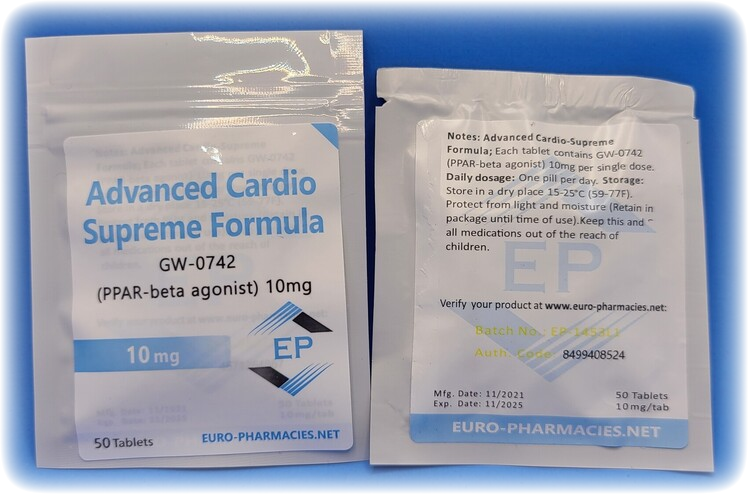 Advanced Cardio
Supreme Formula
GW-0742
(PPAR-beta agonist) 10mg
10 mg
EP
50 Tablets
EURO-PHARMACIES.NET
Notes: Advanced Cardio-Supreme
Formula; Each tablet contains GW-0742
(PPAR-beta agonist) 10mg per single dose.
Daily dosage: One pill per day. Storage:
Store in a dry place 15-25°C (59-77F).
Protect from light and moisture (Retain in
package until time of use).Keep this and
all medications out of the reach of
children.
EP
Verify your product at www.euro-pharmacies.net:
Batch No.: EP-1453L1
Auth. Code: 8499408524
Mfg. Date: 11/2021
Exp. Date: 11/2025
50 Tablets
10mg/tab
EURO-PHARMACIES.NET